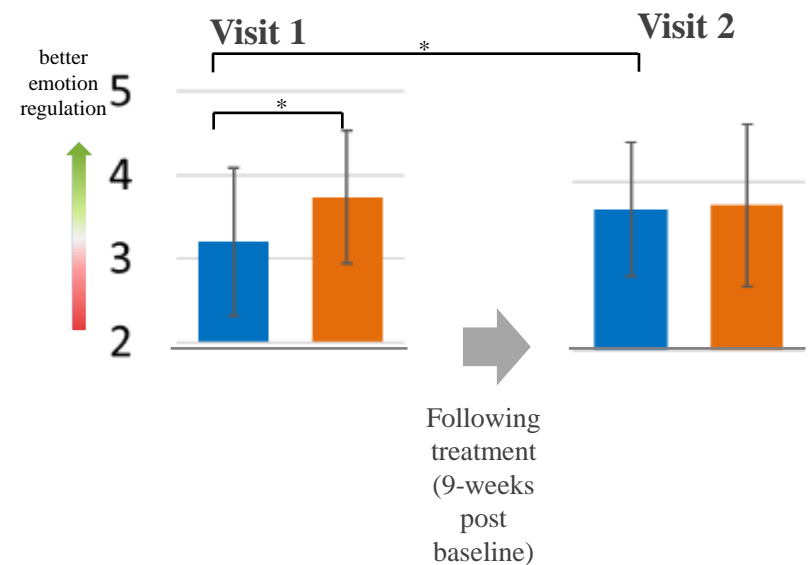 Visit 1
Visit 2
*
better
emotion
regulation
5
*
4
3
2
Following
treatment
(9-weeks
post
baseline)